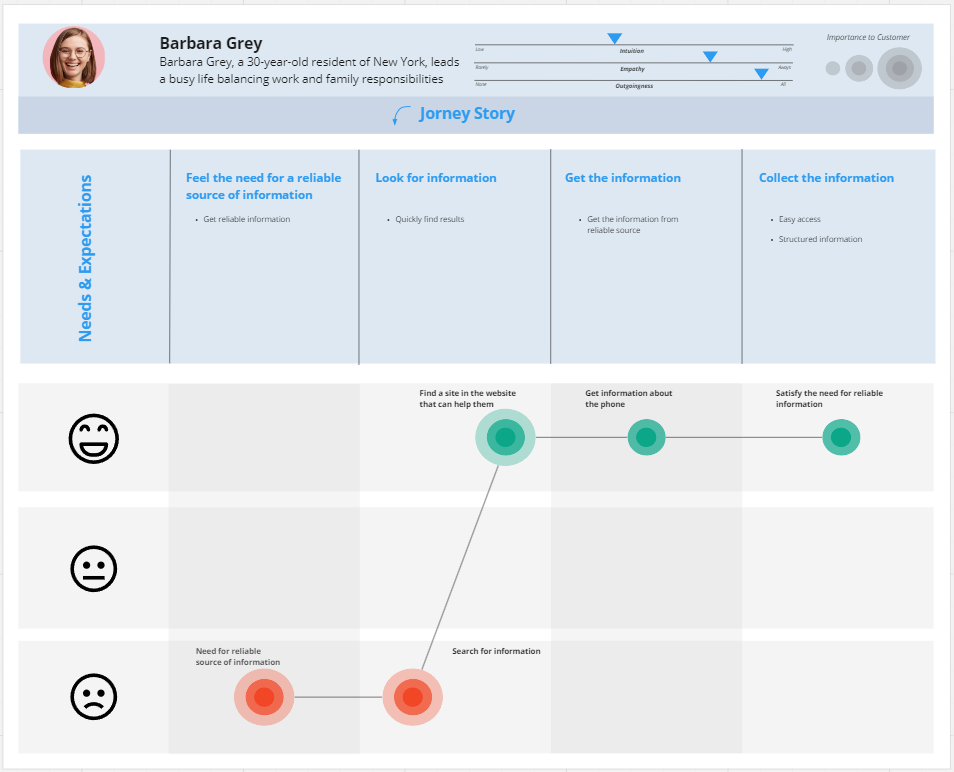 Barbara Grey
Barbara Grey, a 30-year-old resident of New York, leads
a busy life balancing work and family responsibilities
Low Intuition High
Rarely Empathy Aways
None Outgoingness All
Importance to Customer
Jorney Story
Needs & Expectations
Feel the need for a reliable
source of information
• Get reliable information
Look for information
• Quickly find results
Get the information
• Get the information from
reliable source
Collect the information
• Easy access
• Structured information
Find a site in the website
that can help them
Get information about
the phone
Satisfy the need for reliable
information
Need for reliable
source of information
Search for information